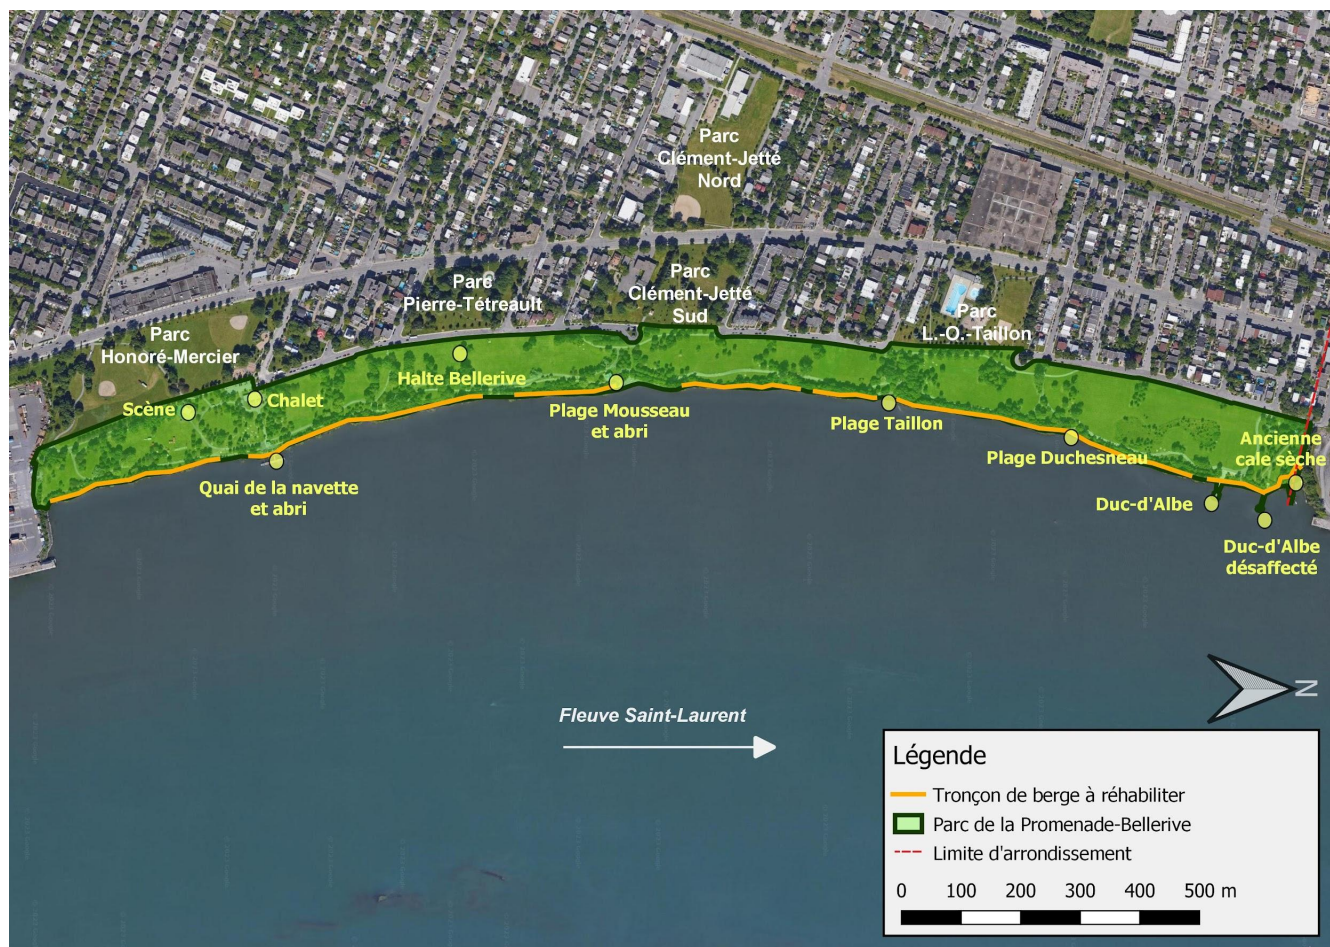 Parc
Clément-Jetté
Nord
Parc
Pierre-Tétreault
Parc
Clément-Jetté
Sud
Parc
L.-O.-Taillon
Parc
Honoré-Mercier
Halte Bellerive
Scène
Chalet
Plage Mousseau
et abri
Plage Taillon
Ancienne
cale sèche
Plage Duchesneau
Quai de la navette
et abri
Duc-d'Albe
Duc-d'Albe
désaffecté
N
Fleuve Saint-Laurent
Légende
Tronçon de berge à réhabiliter
Parc de la Promenade-Bellerive
Limite d'arrondissement
0 100 200 300 400 500 m